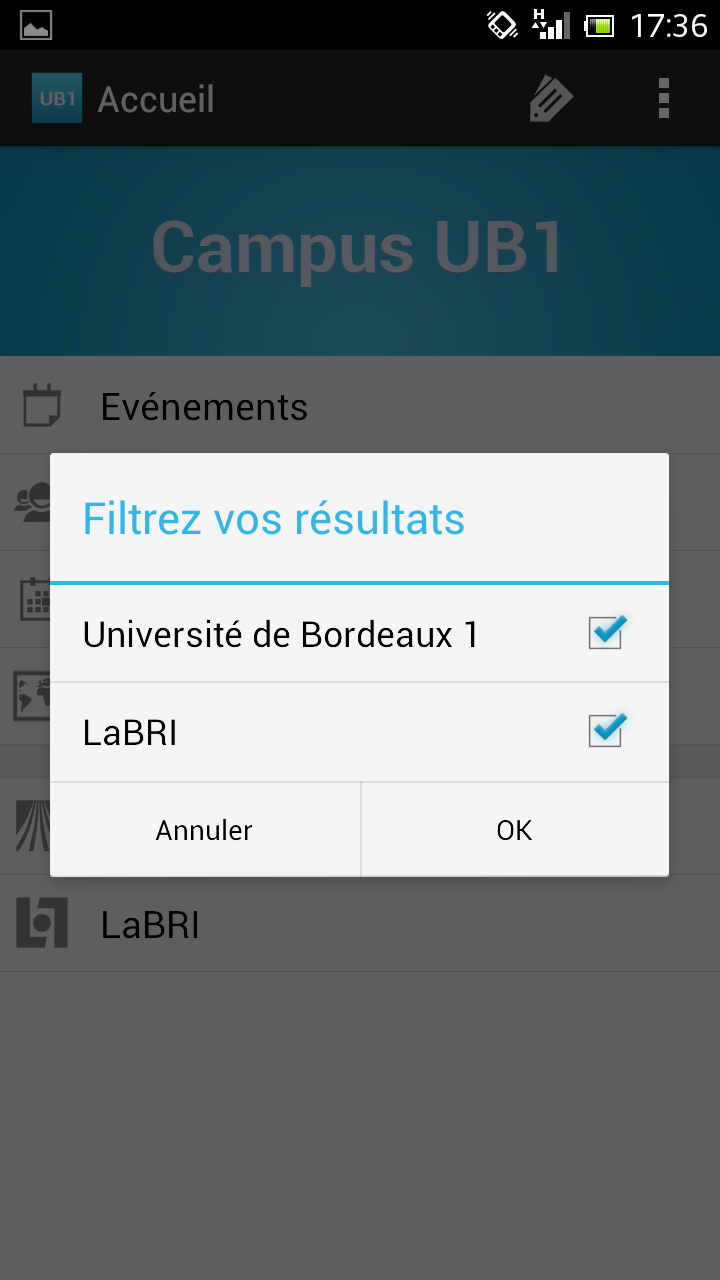 H
17:36
UB1
Accueil
Campus UB1
Evénements
Filtrez vos résultats
Université de Bordeaux 1
LaBRI
Annuler
OK
LaBRI